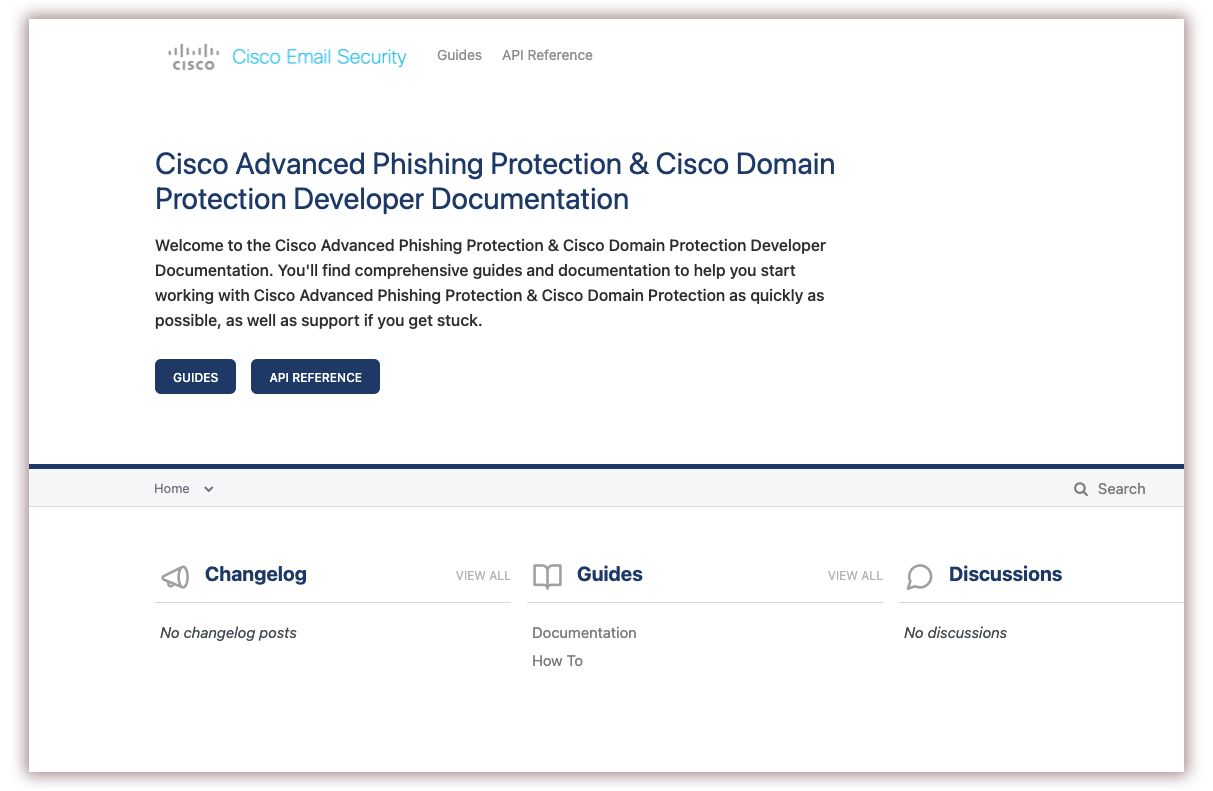 CISCO Cisco Email Security Guides API Reference
Cisco Advanced Phishing Protection & Cisco Domain
Protection Developer Documentation
Welcome to the Cisco Advanced Phishing Protection & Cisco Domain Protection Developer
Documentation. You'll find comprehensive guides and documentation to help you start
working with Cisco Advanced Phishing Protection & Cisco Domain Protection as quickly as
possible, as well as support if you get stuck.
GUIDES API REFERENCE
Home Search
Changelog VIEW ALL
No changelog posts
Guides VIEW ALL
Documentation
How To
Discussions
No discussions